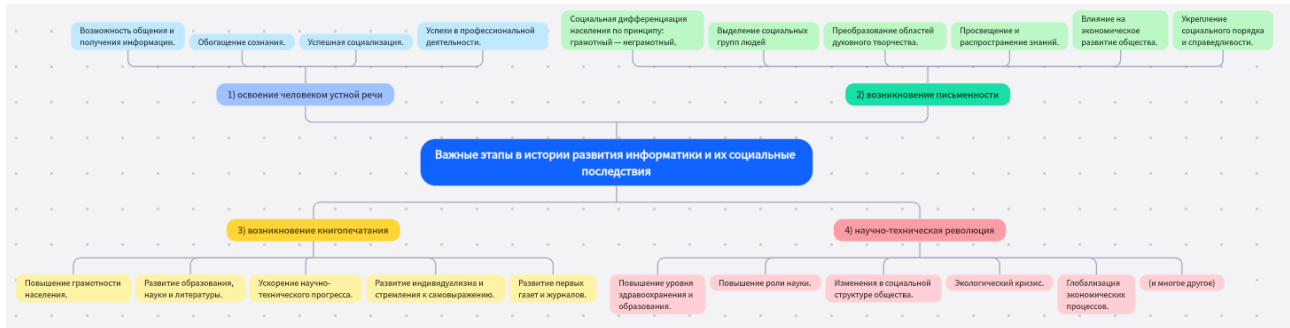 Возможность общения и
получения информации.
Обогащение сознания.
Успешная социализация.
Успехи в профессиональной
деятельности.
1) освоение человеком устной речи
Социальная дифференциация
населения по принципу:
грамотный — неграмотный.
Выделение социальных
групп людей
Преобразование областей
духовного творчества.
Просвещение и
распространение знаний.
Влияние на
экономическое
развитие общества.
Укрепление
социального порядка
и справедливости.
2) возникновение письменности
Важные этапы в истории развития информатики и их социальные
последствия
3) возникновение книгопечатания
Повышение грамотности
населения.
Развитие образования,
науки и литературы.
Ускорение научно-
технического прогресса.
Развитие индивидуализма и
стремления к самовыражению.
Развитие первых
газет и журналов.
4) научно-техническая революция
Повышение уровня
здравоохранения и
образования.
Повышение роли науки.
Изменения в социальной
структуре общества.
Экологический кризис.
Глобализация
экономических
процессов.
(и многое другое)